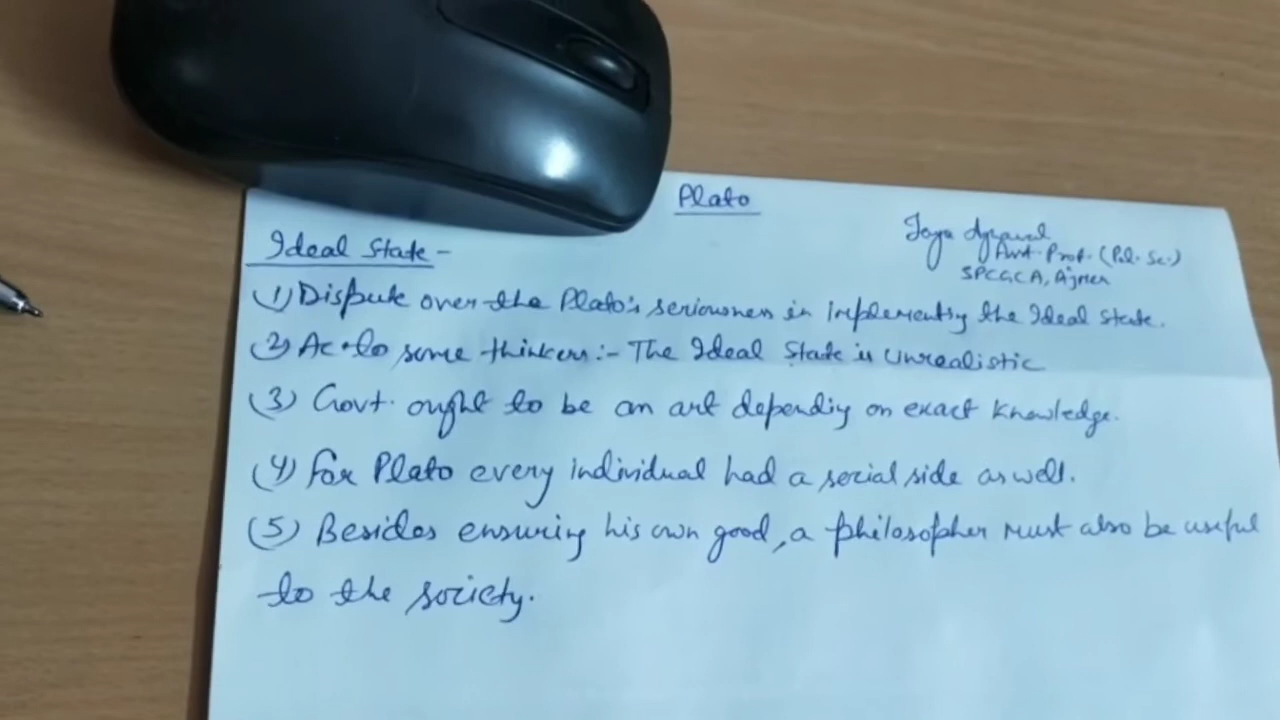 Plato
Agrawal
Asst. Prof. (Pol. Sc.)
SPCGCA, Ajmer
Ideal State -
(1) Dispute over the Plato's seriousness in implementing the Ideal State.
(2) Ac. to some thinkers:- The Ideal State is unrealistic
(3) Govt. ought to be an art depending on exact knowledge.
(4) For Plato every individual had a social side as well.
(5) Besides ensuring his own good, a philosopher must also be useful
to the society.